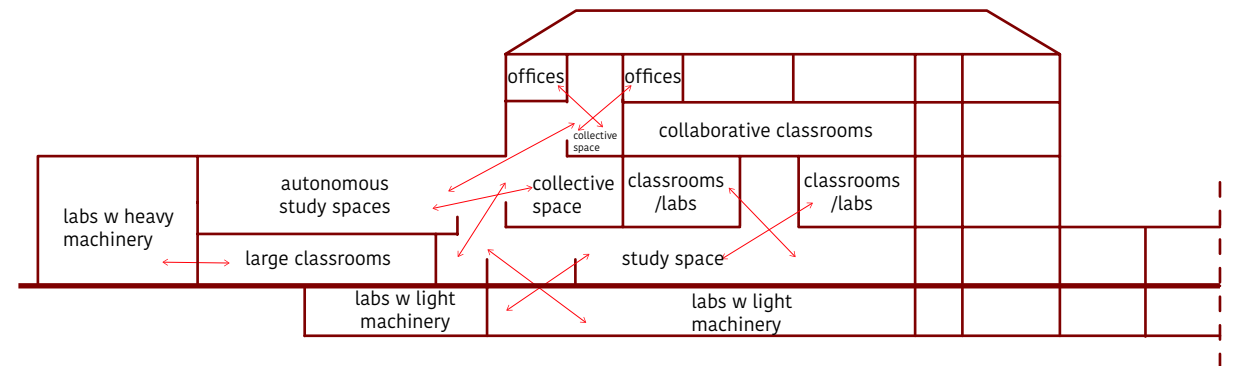 offices
offices
collective
space
collaborative classrooms
autonomous
study spaces
collective
space
classrooms
/labs
classrooms
/labs
labs w heavy
machinery
large classrooms
study space
labs w light
machinery
labs w light
machinery